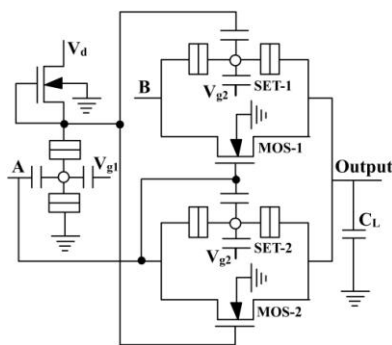 V_d
B
V_g2
SET-1
MOS-1
A
V_g1
Output
C_L
SET-2
V_g2
MOS-2